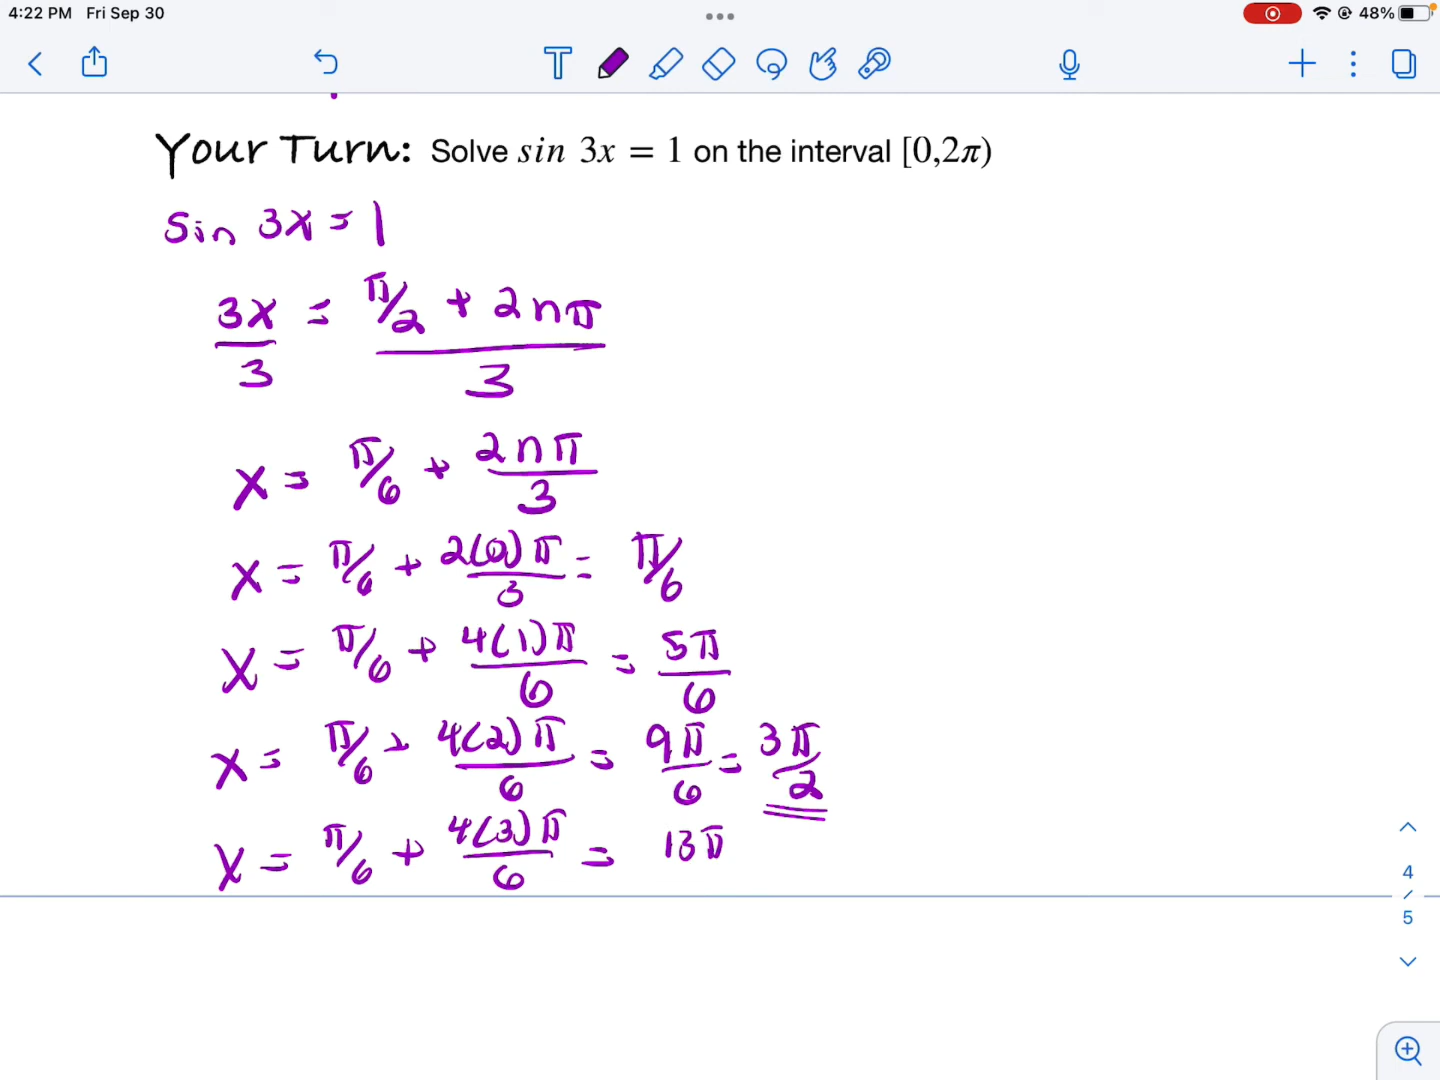 4:22 PM Fri Sep 30 48%
Your Turn: Solve sin 3x = 1 on the interval [0,2π)
Sin 3x = 1
3x/3 = (π/2 + 2nπ)/3
x = π/6 + 2nπ/3
x = π/6 + 2(0)π/3 = π/6
x = π/6 + 4(1)π/6 = 5π/6
x = π/6 + 4(2)π/6 = 9π/6 = 3π/2
x = π/6 + 4(3)π/6 = 13π
4
/
5